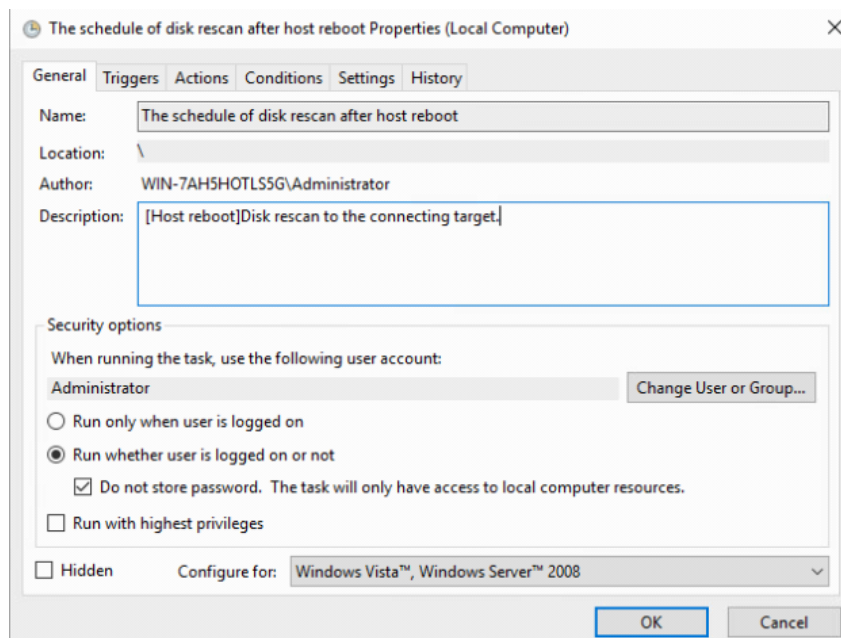 The schedule of disk rescan after host reboot Properties (Local Computer)
General Triggers Actions Conditions Settings History
Name: The schedule of disk rescan after host reboot
Location: \
Author: WIN-7AH5HOTLS5G\Administrator
Description: [Host reboot]Disk rescan to the connecting target.
Security options
When running the task, use the following user account:
Administrator Change User or Group...
Run only when user is logged on
Run whether user is logged on or not
Do not store password. The task will only have access to local computer resources.
Run with highest privileges
Hidden Configure for: Windows Vista™, Windows Server™ 2008
OK Cancel